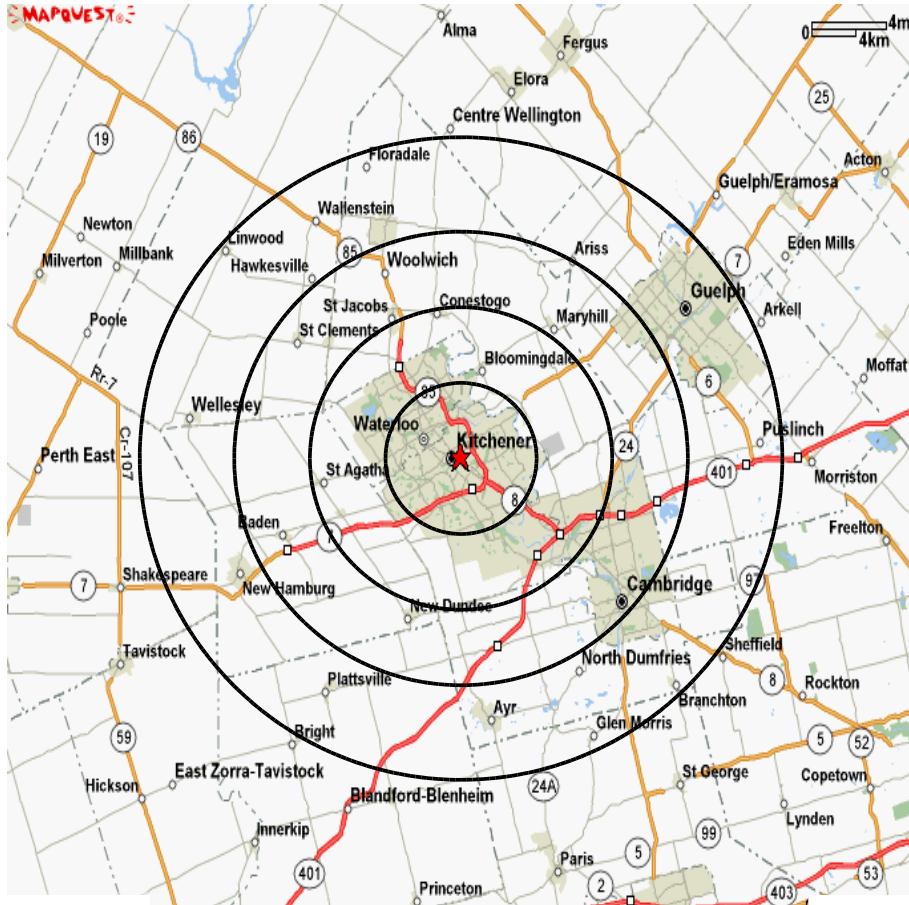 MAPQUEST®
Alma
4m
0
4km
Fergus
Elora
25
Centre Wellington
19
86
Floradale
Acton
Guelph/Eramosa
Wallenstein
Newton
Linwood
Eden Mills
Milverton
Millbank
85
Hawkesville
Woolwich
Ariss
7
Guelph
St Jacobs
Conestogo
Arkell
Poole
St Clements
Maryhill
Bloomingdale
Moffat
Rr-7
6
85
Wellesley
Waterloo
Kitchener
Puslinch
24
Cr-107
Perth East
St Agatha
401
Morriston
8
Baden
7
Freelton
Shakespeare
7
New Hamburg
Cambridge
97
New Dundee
Tavistock
Sheffield
North Dumfries
8
Plattsville
Branchton
Rockton
Ayr
59
Bright
Glen Morris
5
52
East Zorra-Tavistock
Hickson
24A
St George
Copetown
Blandford-Blenheim
Lynden
Innerkip
99
5
Paris
401
53
Princeton
2
403